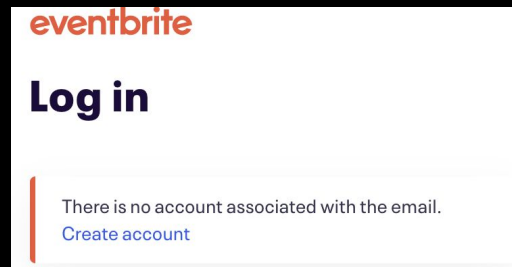 eventbrite
Log in
There is no account associated with the email.
Create account